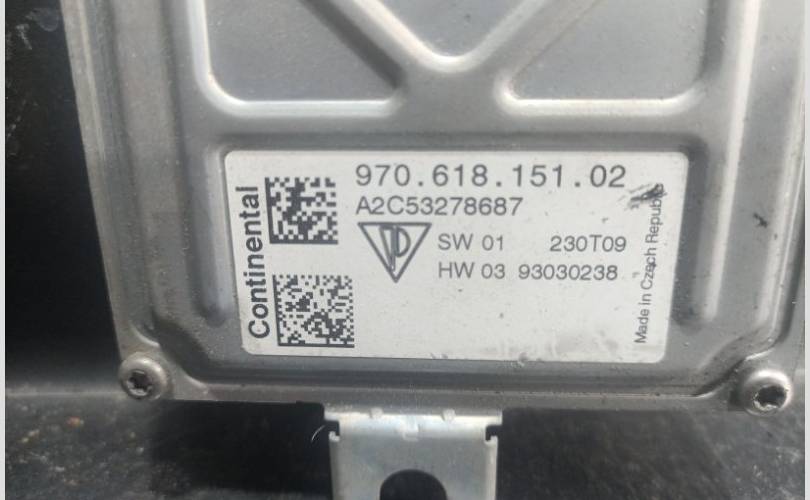 Continental
970.618.151.02
A2C53278687
SW 01 230T09
HW 03 93030238
Made in Czech Republic